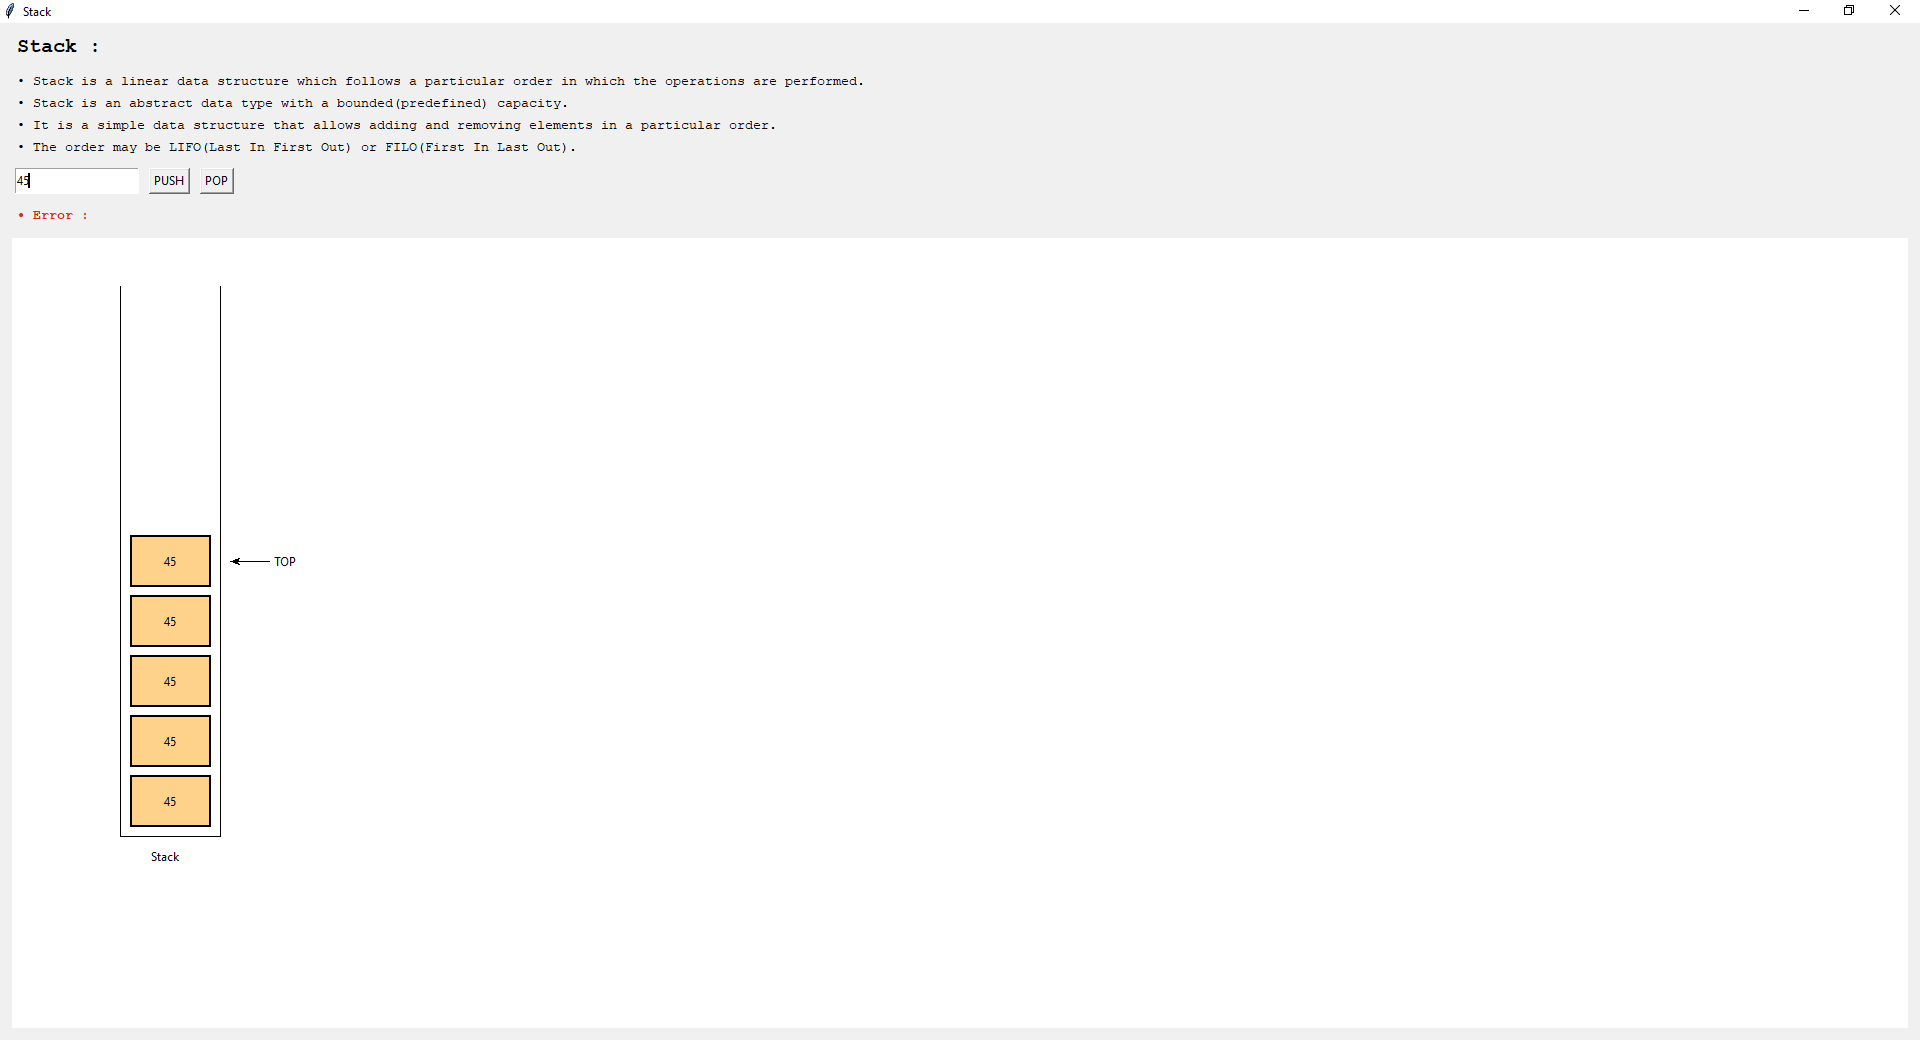 Stack
Stack :
• Stack is a linear data structure which follows a particular order in which the operations are performed.
• Stack is an abstract data type with a bounded(predefined) capacity.
• It is a simple data structure that allows adding and removing elements in a particular order.
• The order may be LIFO(Last In First Out) or FILO(First In Last Out).
45 PUSH POP
• Error :
45 TOP
45
45
45
45
Stack